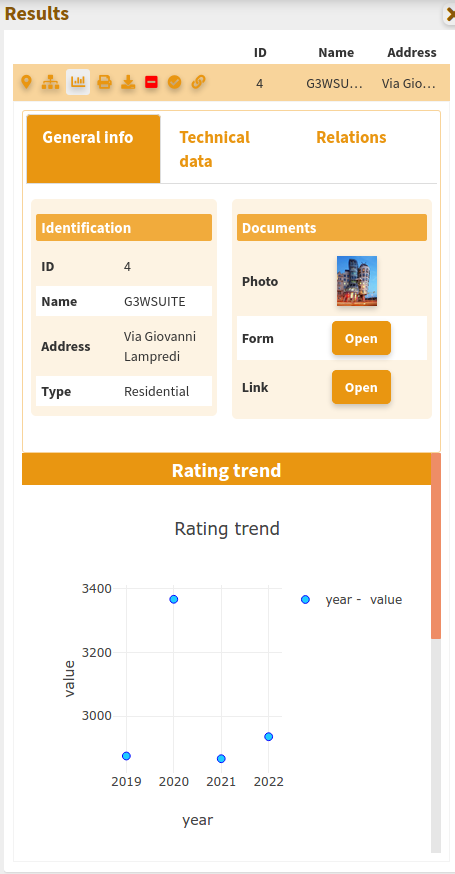 Results
ID Name Address
4 G3WSU... Via Gio...
General info Technical data Relations
Identification
ID 4
Name G3WSUITE
Address Via Giovanni Lampredi
Type Residential
Documents
Photo
Form Open
Link Open
Rating trend
Rating trend
3400
3200
3000
value
2019 2020 2021 2022
year
year - value